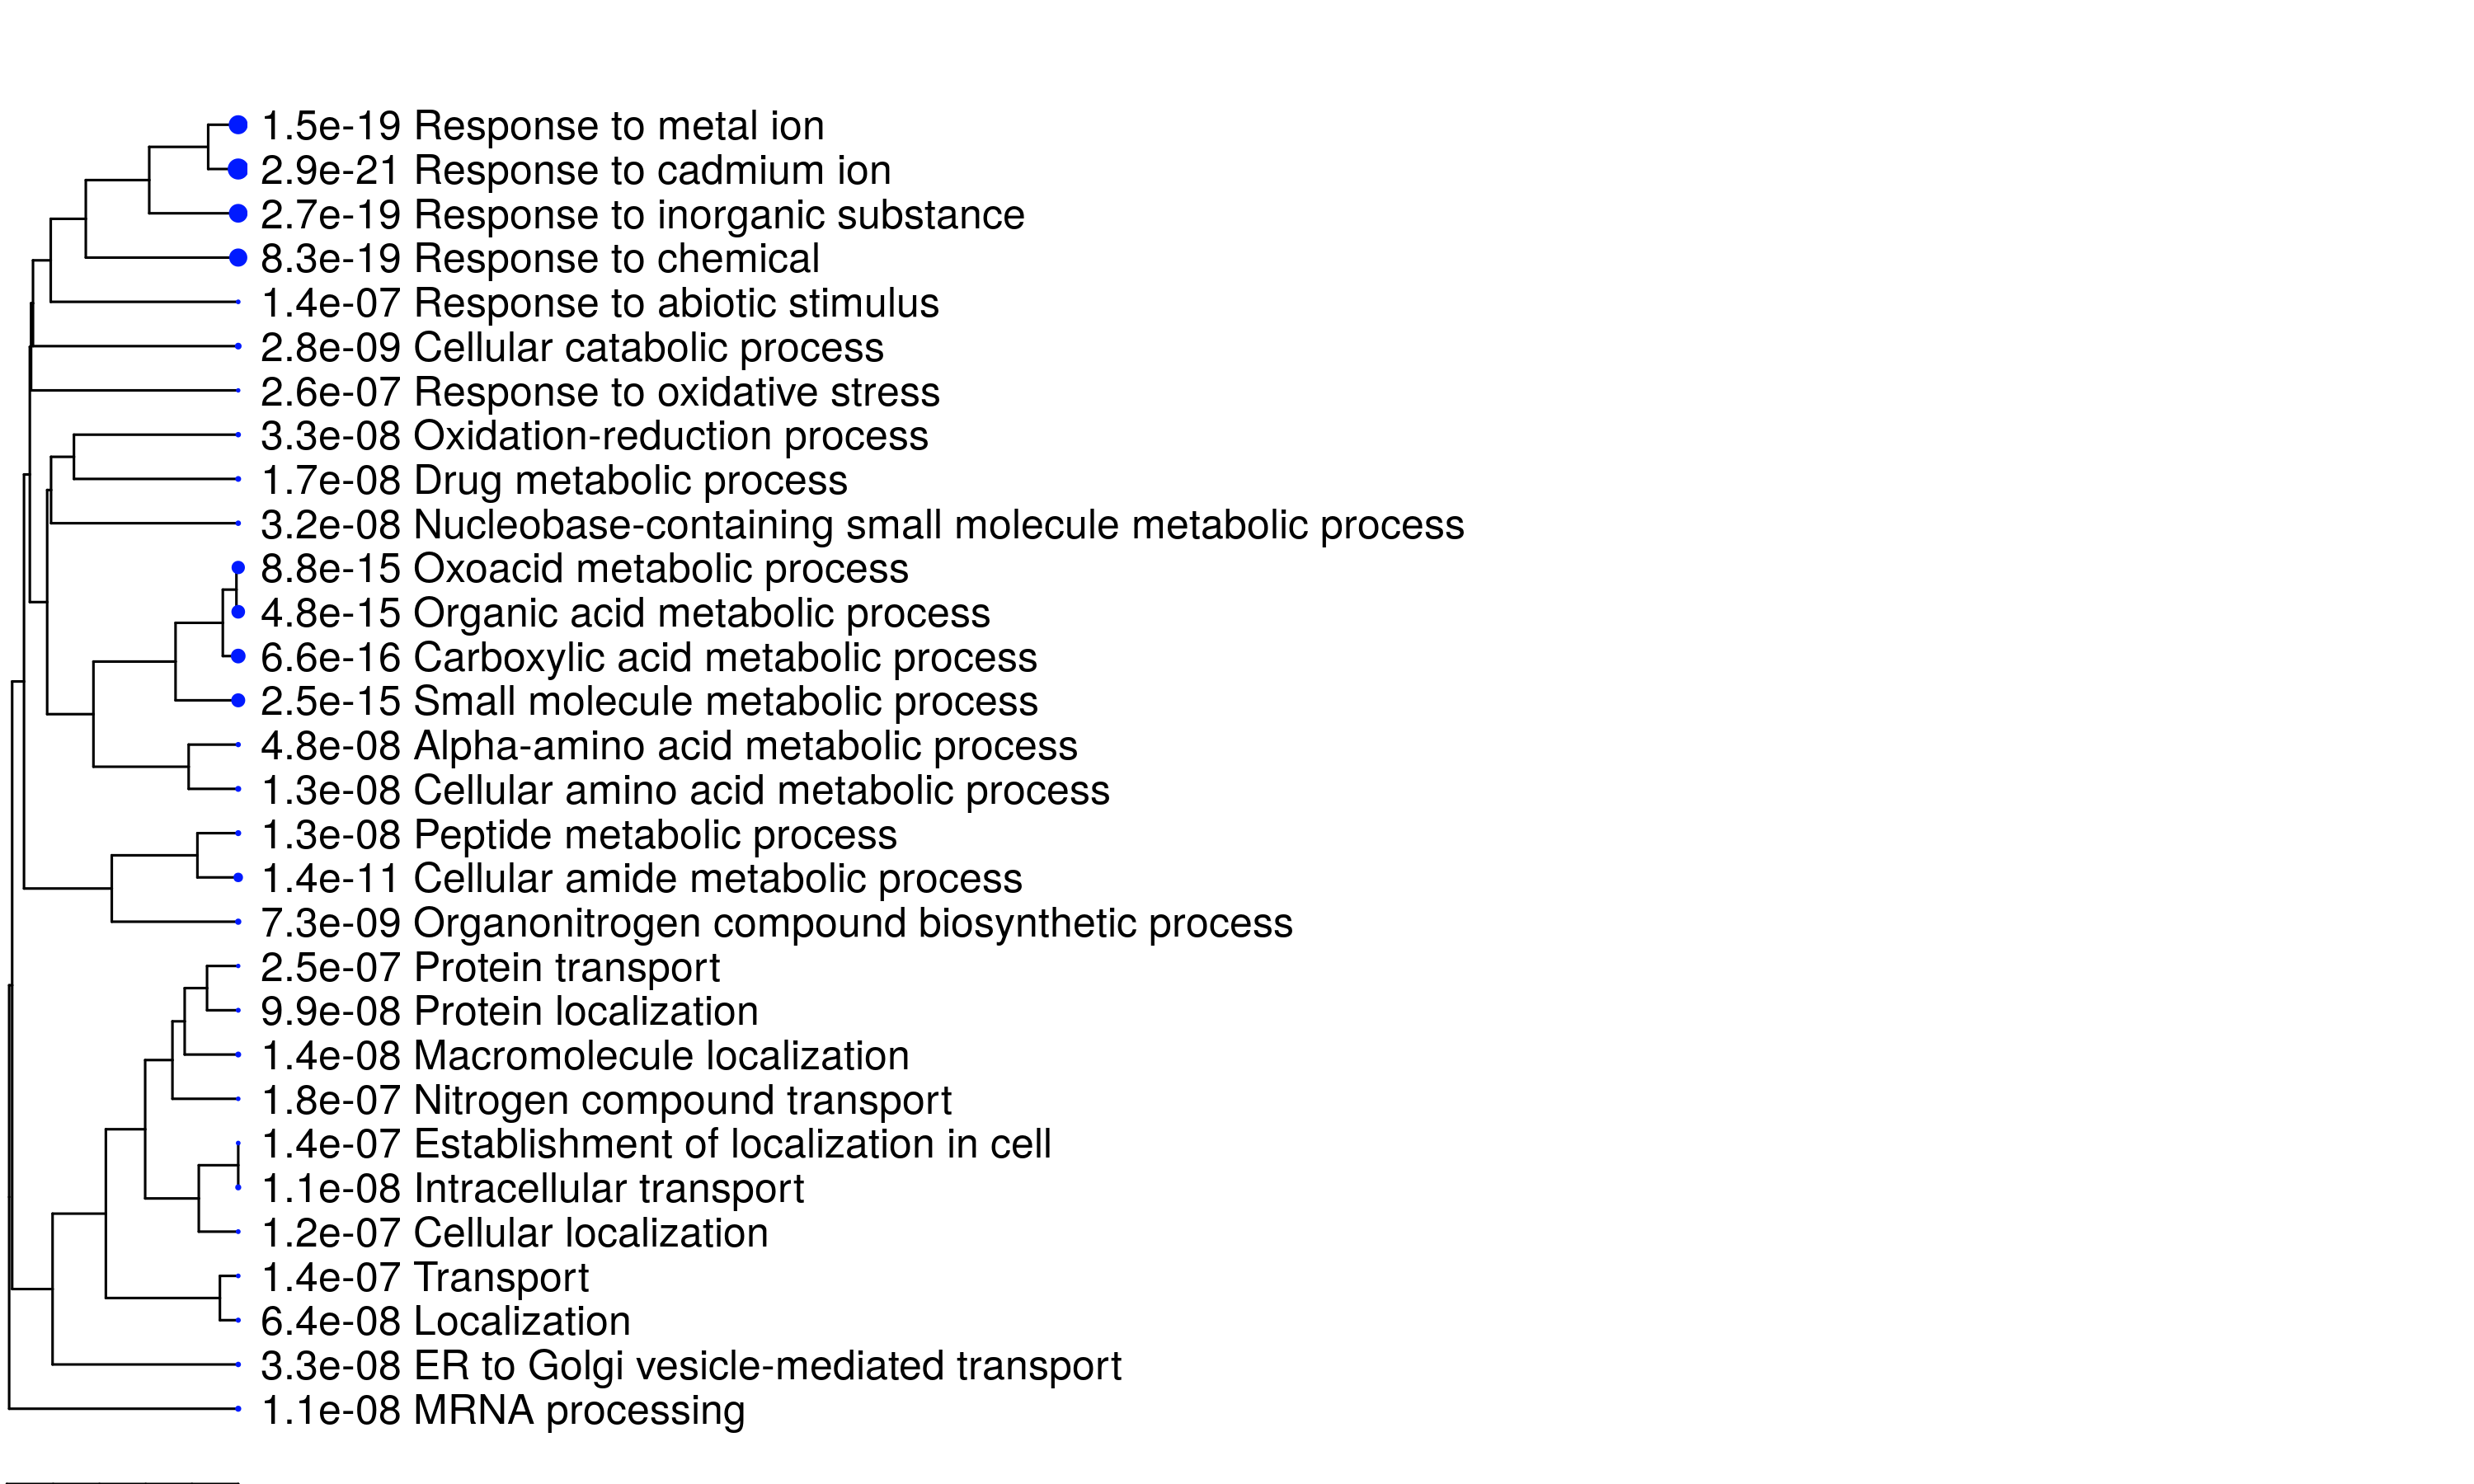 1.5e-19 Response to metal ion
2.9e-21 Response to cadmium ion
2.7e-19 Response to inorganic substance
8.3e-19 Response to chemical
1.4e-07 Response to abiotic stimulus
2.8e-09 Cellular catabolic process
2.6e-07 Response to oxidative stress
3.3e-08 Oxidation-reduction process
1.7e-08 Drug metabolic process
3.2e-08 Nucleobase-containing small molecule metabolic process
8.8e-15 Oxoacid metabolic process
4.8e-15 Organic acid metabolic process
6.6e-16 Carboxylic acid metabolic process
2.5e-15 Small molecule metabolic process
4.8e-08 Alpha-amino acid metabolic process
1.3e-08 Cellular amino acid metabolic process
1.3e-08 Peptide metabolic process
1.4e-11 Cellular amide metabolic process
7.3e-09 Organonitrogen compound biosynthetic process
2.5e-07 Protein transport
9.9e-08 Protein localization
1.4e-08 Macromolecule localization
1.8e-07 Nitrogen compound transport
1.4e-07 Establishment of localization in cell
1.1e-08 Intracellular transport
1.2e-07 Cellular localization
1.4e-07 Transport
6.4e-08 Localization
3.3e-08 ER to Golgi vesicle-mediated transport
1.1e-08 MRNA processing